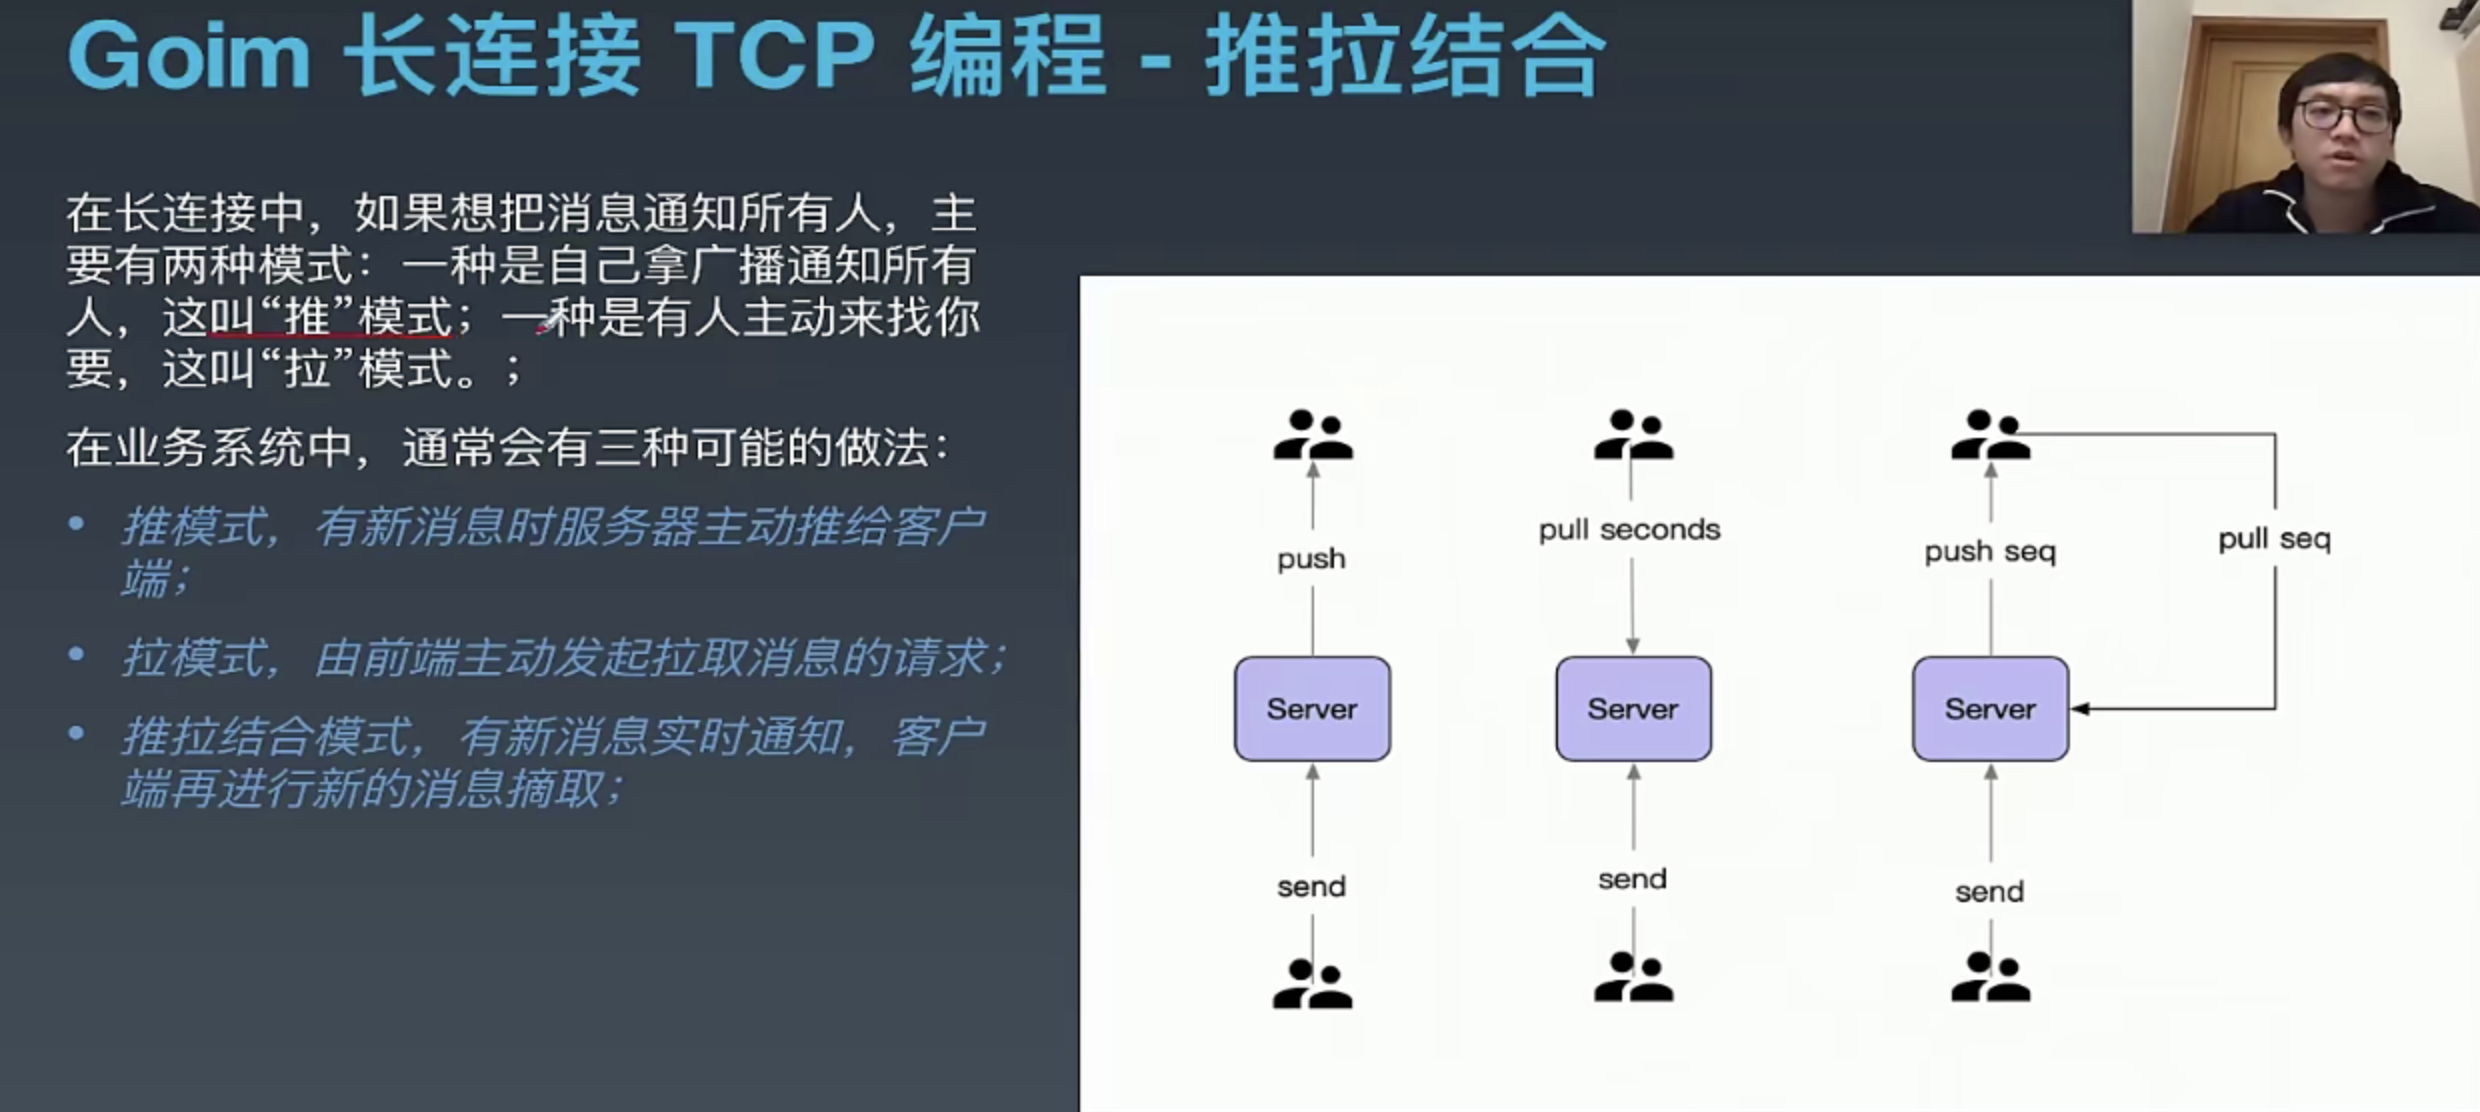 Goim 长连接 TCP 编程 - 推拉结合
在长连接中，如果想把消息通知所有人，主
要有两种模式：一种是自己拿广播通知所有
人，这叫“推”模式；一种是有人主动来找你
要，这叫“拉”模式。；
在业务系统中，通常会有三种可能的做法：
• 推模式，有新消息时服务器主动推给客户
端；
• 拉模式，由前端主动发起拉取消息的请求；
• 推拉结合模式，有新消息实时通知，客户
端再进行新的消息摘取；
push
pull seconds
push seq
pull seq
Server
Server
Server
send
send
send